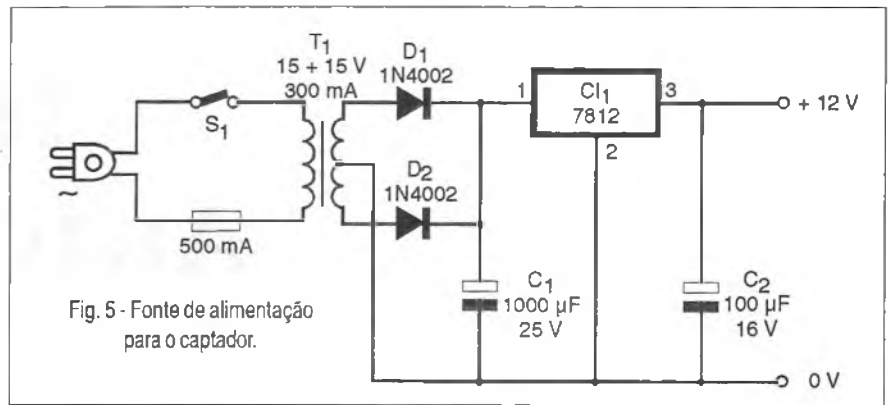 T1
15 + 15 V
300 mA
D1
1N4002
S1
~
500 mA
D2
1N4002
1
CI1
7812
3
2
+ 12 V
C1
1000 µF
25 V
C2
100 µF
16 V
0 V
Fig. 5 - Fonte de alimentação
para o captador.